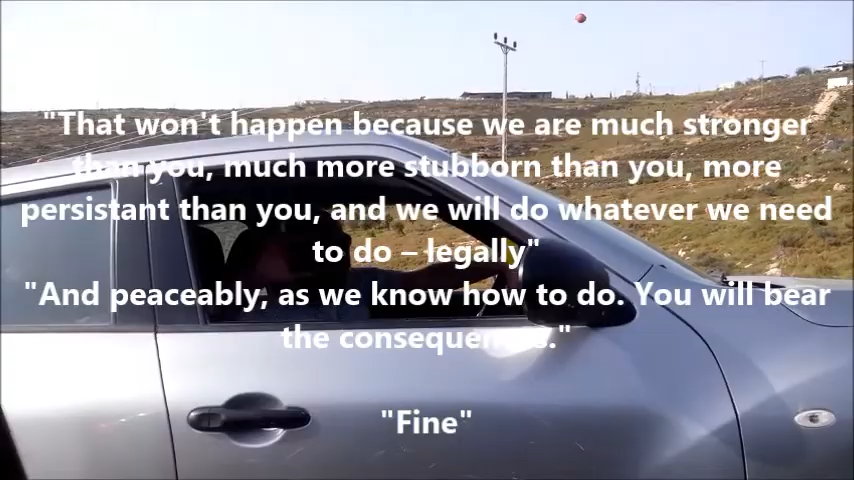 "That won't happen because we are much stronger
than you, much more stubborn than you, more
persistant than you, and we will do whatever we need
to do – legally"
"And peaceably, as we know how to do. You will bear
the consequences."
"Fine"